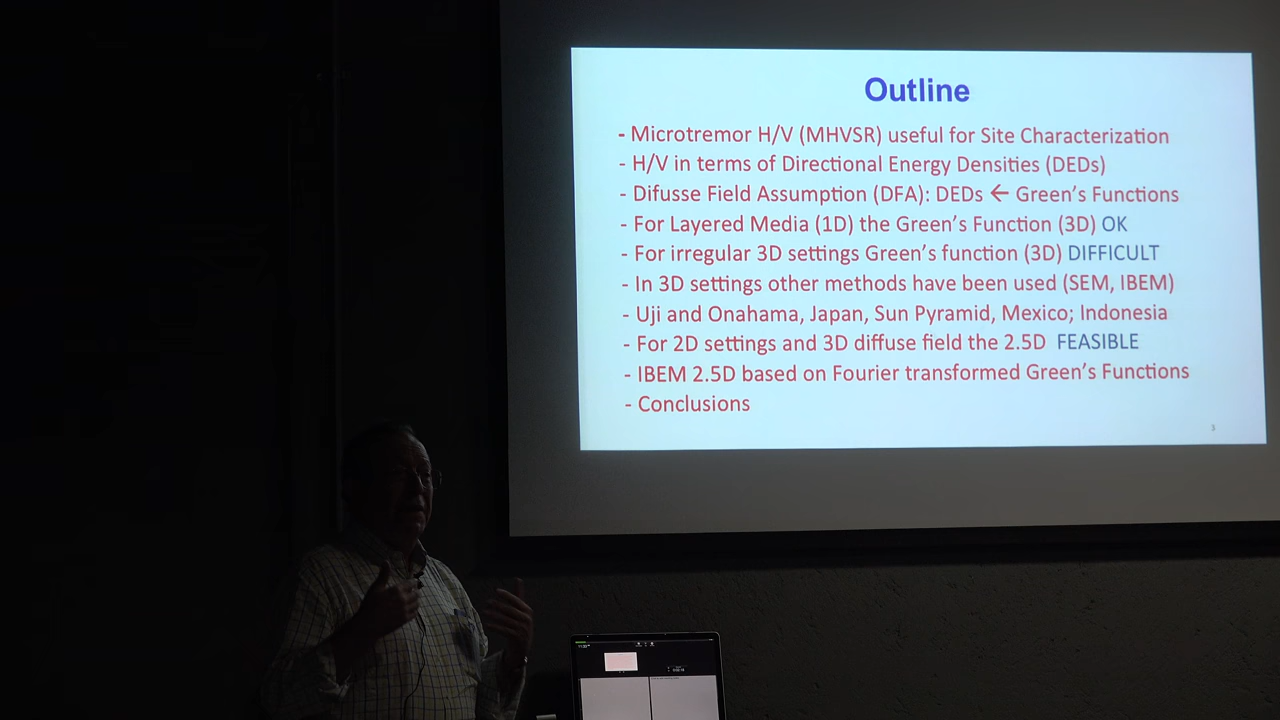 Outline
- Microtremor H/V (MHVSR) useful for Site Characterization
- H/V in terms of Directional Energy Densities (DEDs)
- Difusse Field Assumption (DFA): DEDs ← Green's Functions
- For Layered Media (1D) the Green's Function (3D) OK
- For irregular 3D settings Green's function (3D) DIFFICULT
- In 3D settings other methods have been used (SEM, IBEM)
- Uji and Onahama, Japan, Sun Pyramid, Mexico; Indonesia
- For 2D settings and 3D diffuse field the 2.5D FEASIBLE
- IBEM 2.5D based on Fourier transformed Green's Functions
- Conclusions
3